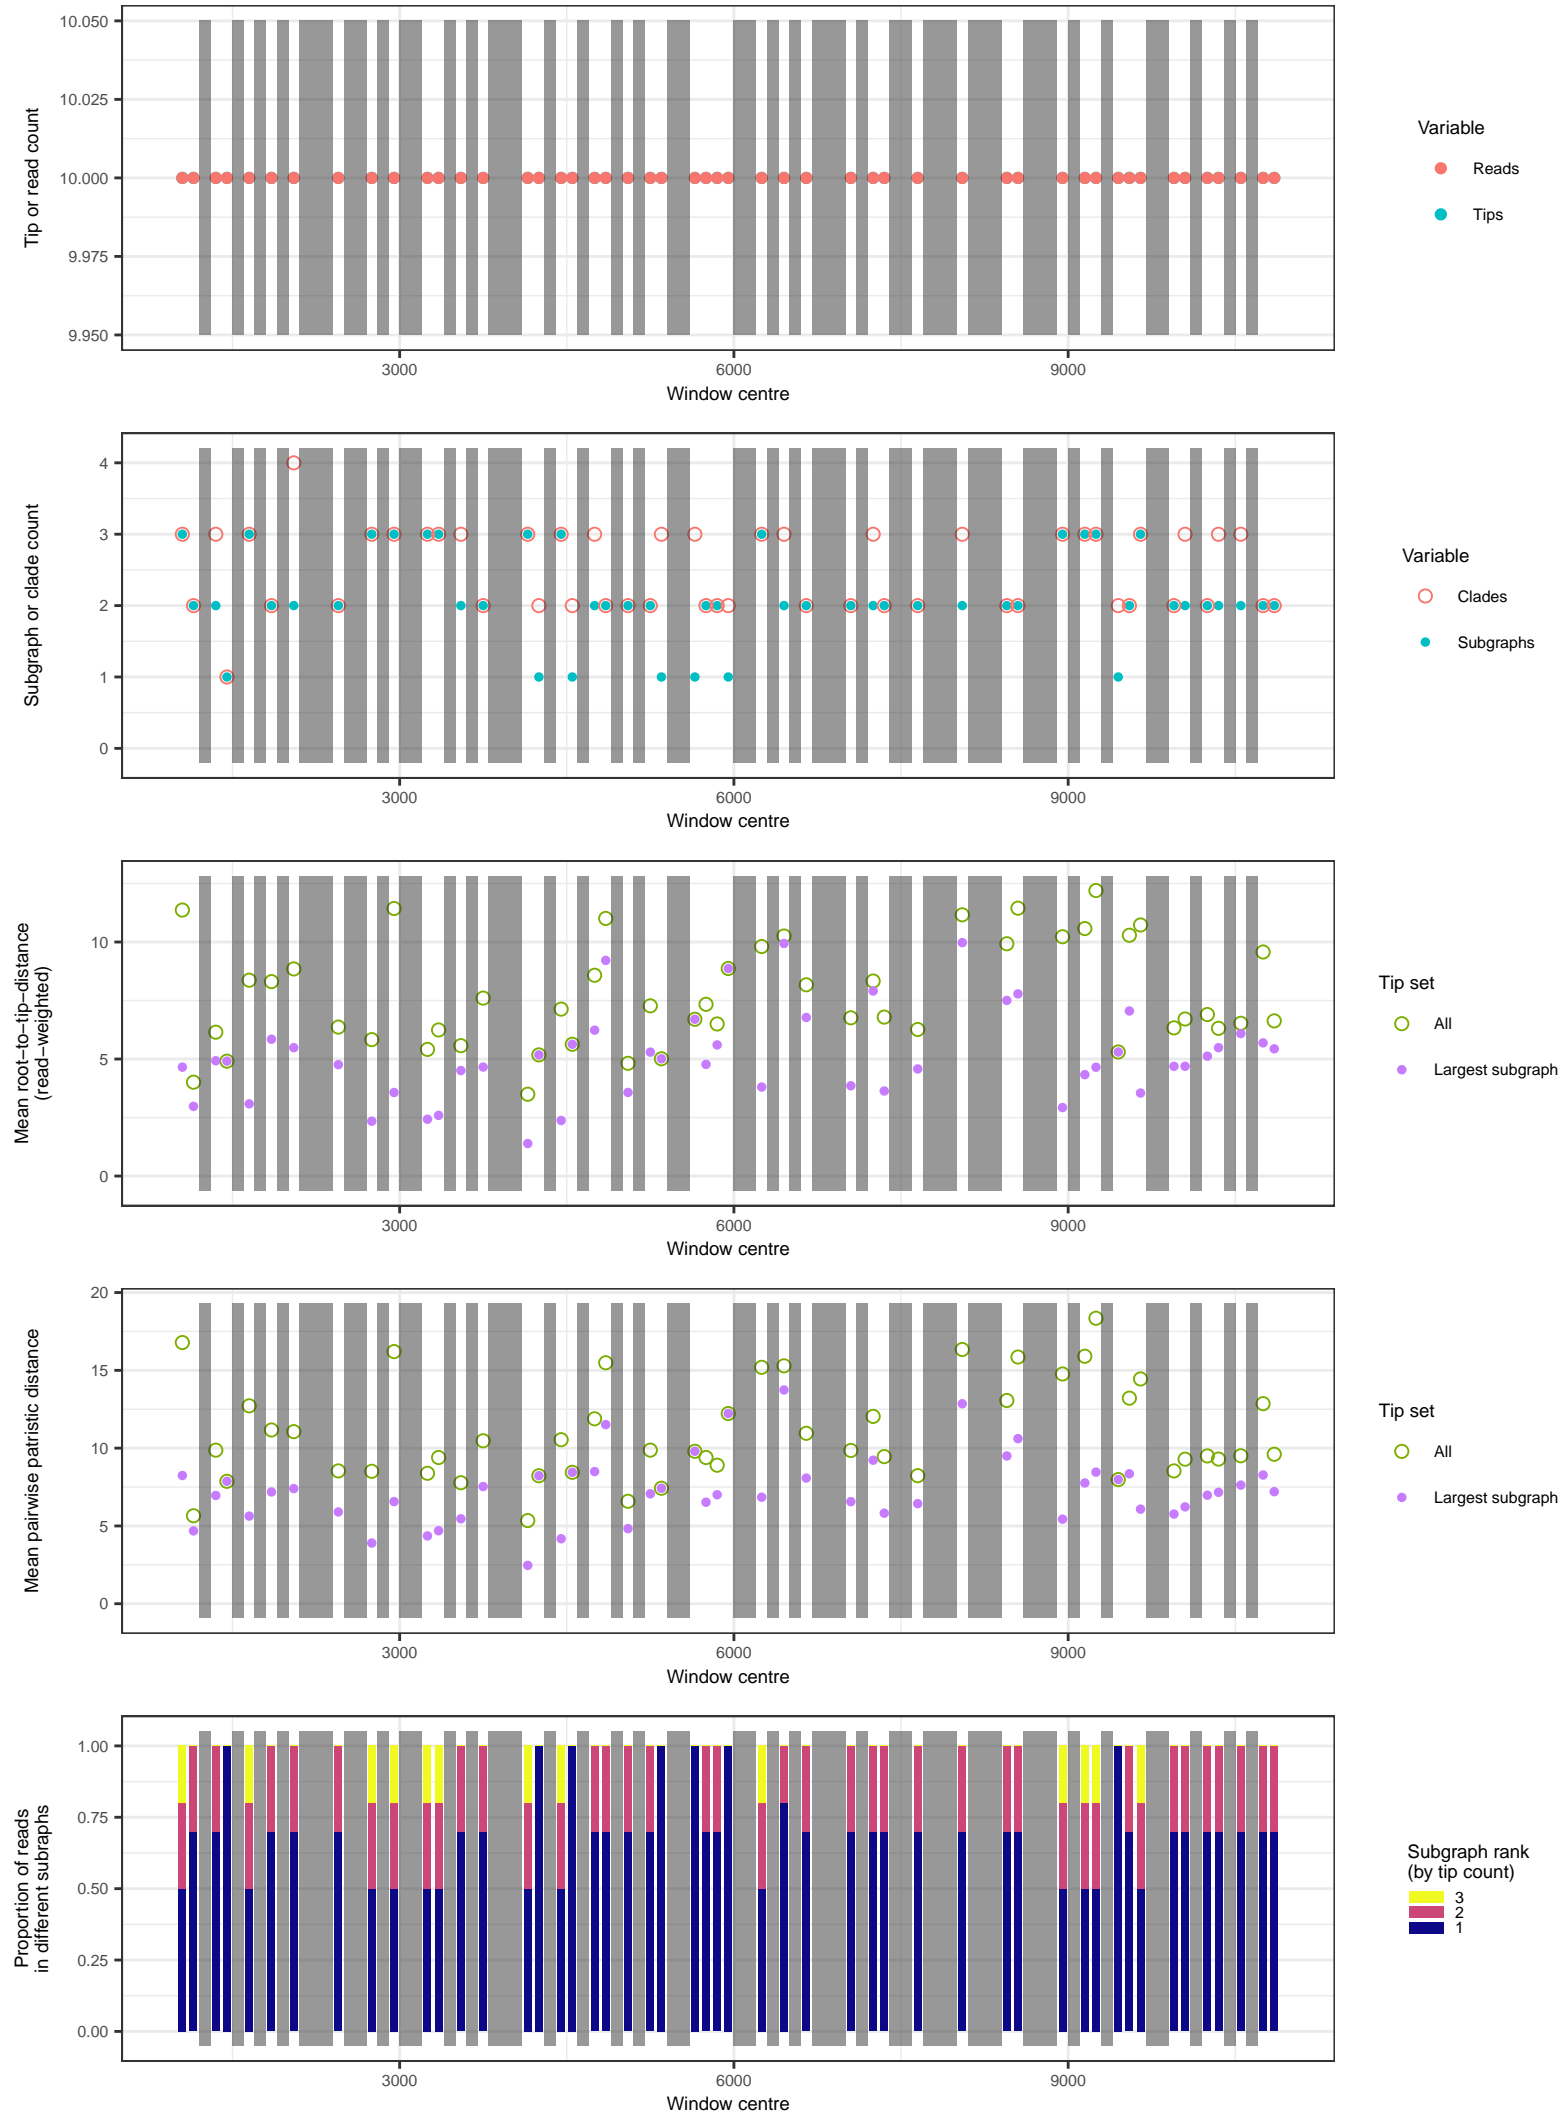 10.050
10.025
10.000
9.975
9.950
Tip or read count
3000
6000
9000
Window centre
Variable
Reads
Tips
4
3
2
1
0
Subgraph or clade count
3000
6000
9000
Window centre
Variable
Clades
Subgraphs
10
5
0
Mean root−to−tip−distance
(read−weighted)
3000
6000
9000
Window centre
Tip set
All
Largest subgraph
20
15
10
5
0
Mean pairwise patristic distance
3000
6000
9000
Window centre
Tip set
All
Largest subgraph
1.00
0.75
0.50
0.25
0.00
Proportion of reads
in different subraphs
3000
6000
9000
Window centre
Subgraph rank
(by tip count)
3
2
1